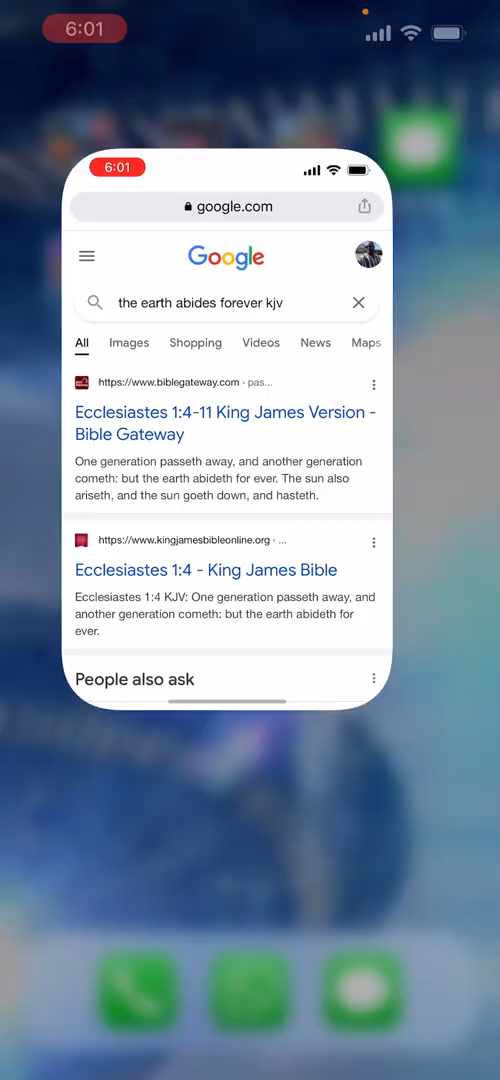 6:01
6:01
google.com
Google
the earth abides forever kjv
All Images Shopping Videos News Maps
https://www.biblegateway.com › pas...
Ecclesiastes 1:4-11 King James Version -
Bible Gateway
One generation passeth away, and another generation
cometh: but the earth abideth for ever. The sun also
ariseth, and the sun goeth down, and hasteth.
https://www.kingjamesbibleonline.org › ...
Ecclesiastes 1:4 - King James Bible
Ecclesiastes 1:4 KJV: One generation passeth away, and
another generation cometh: but the earth abideth for
ever.
People also ask